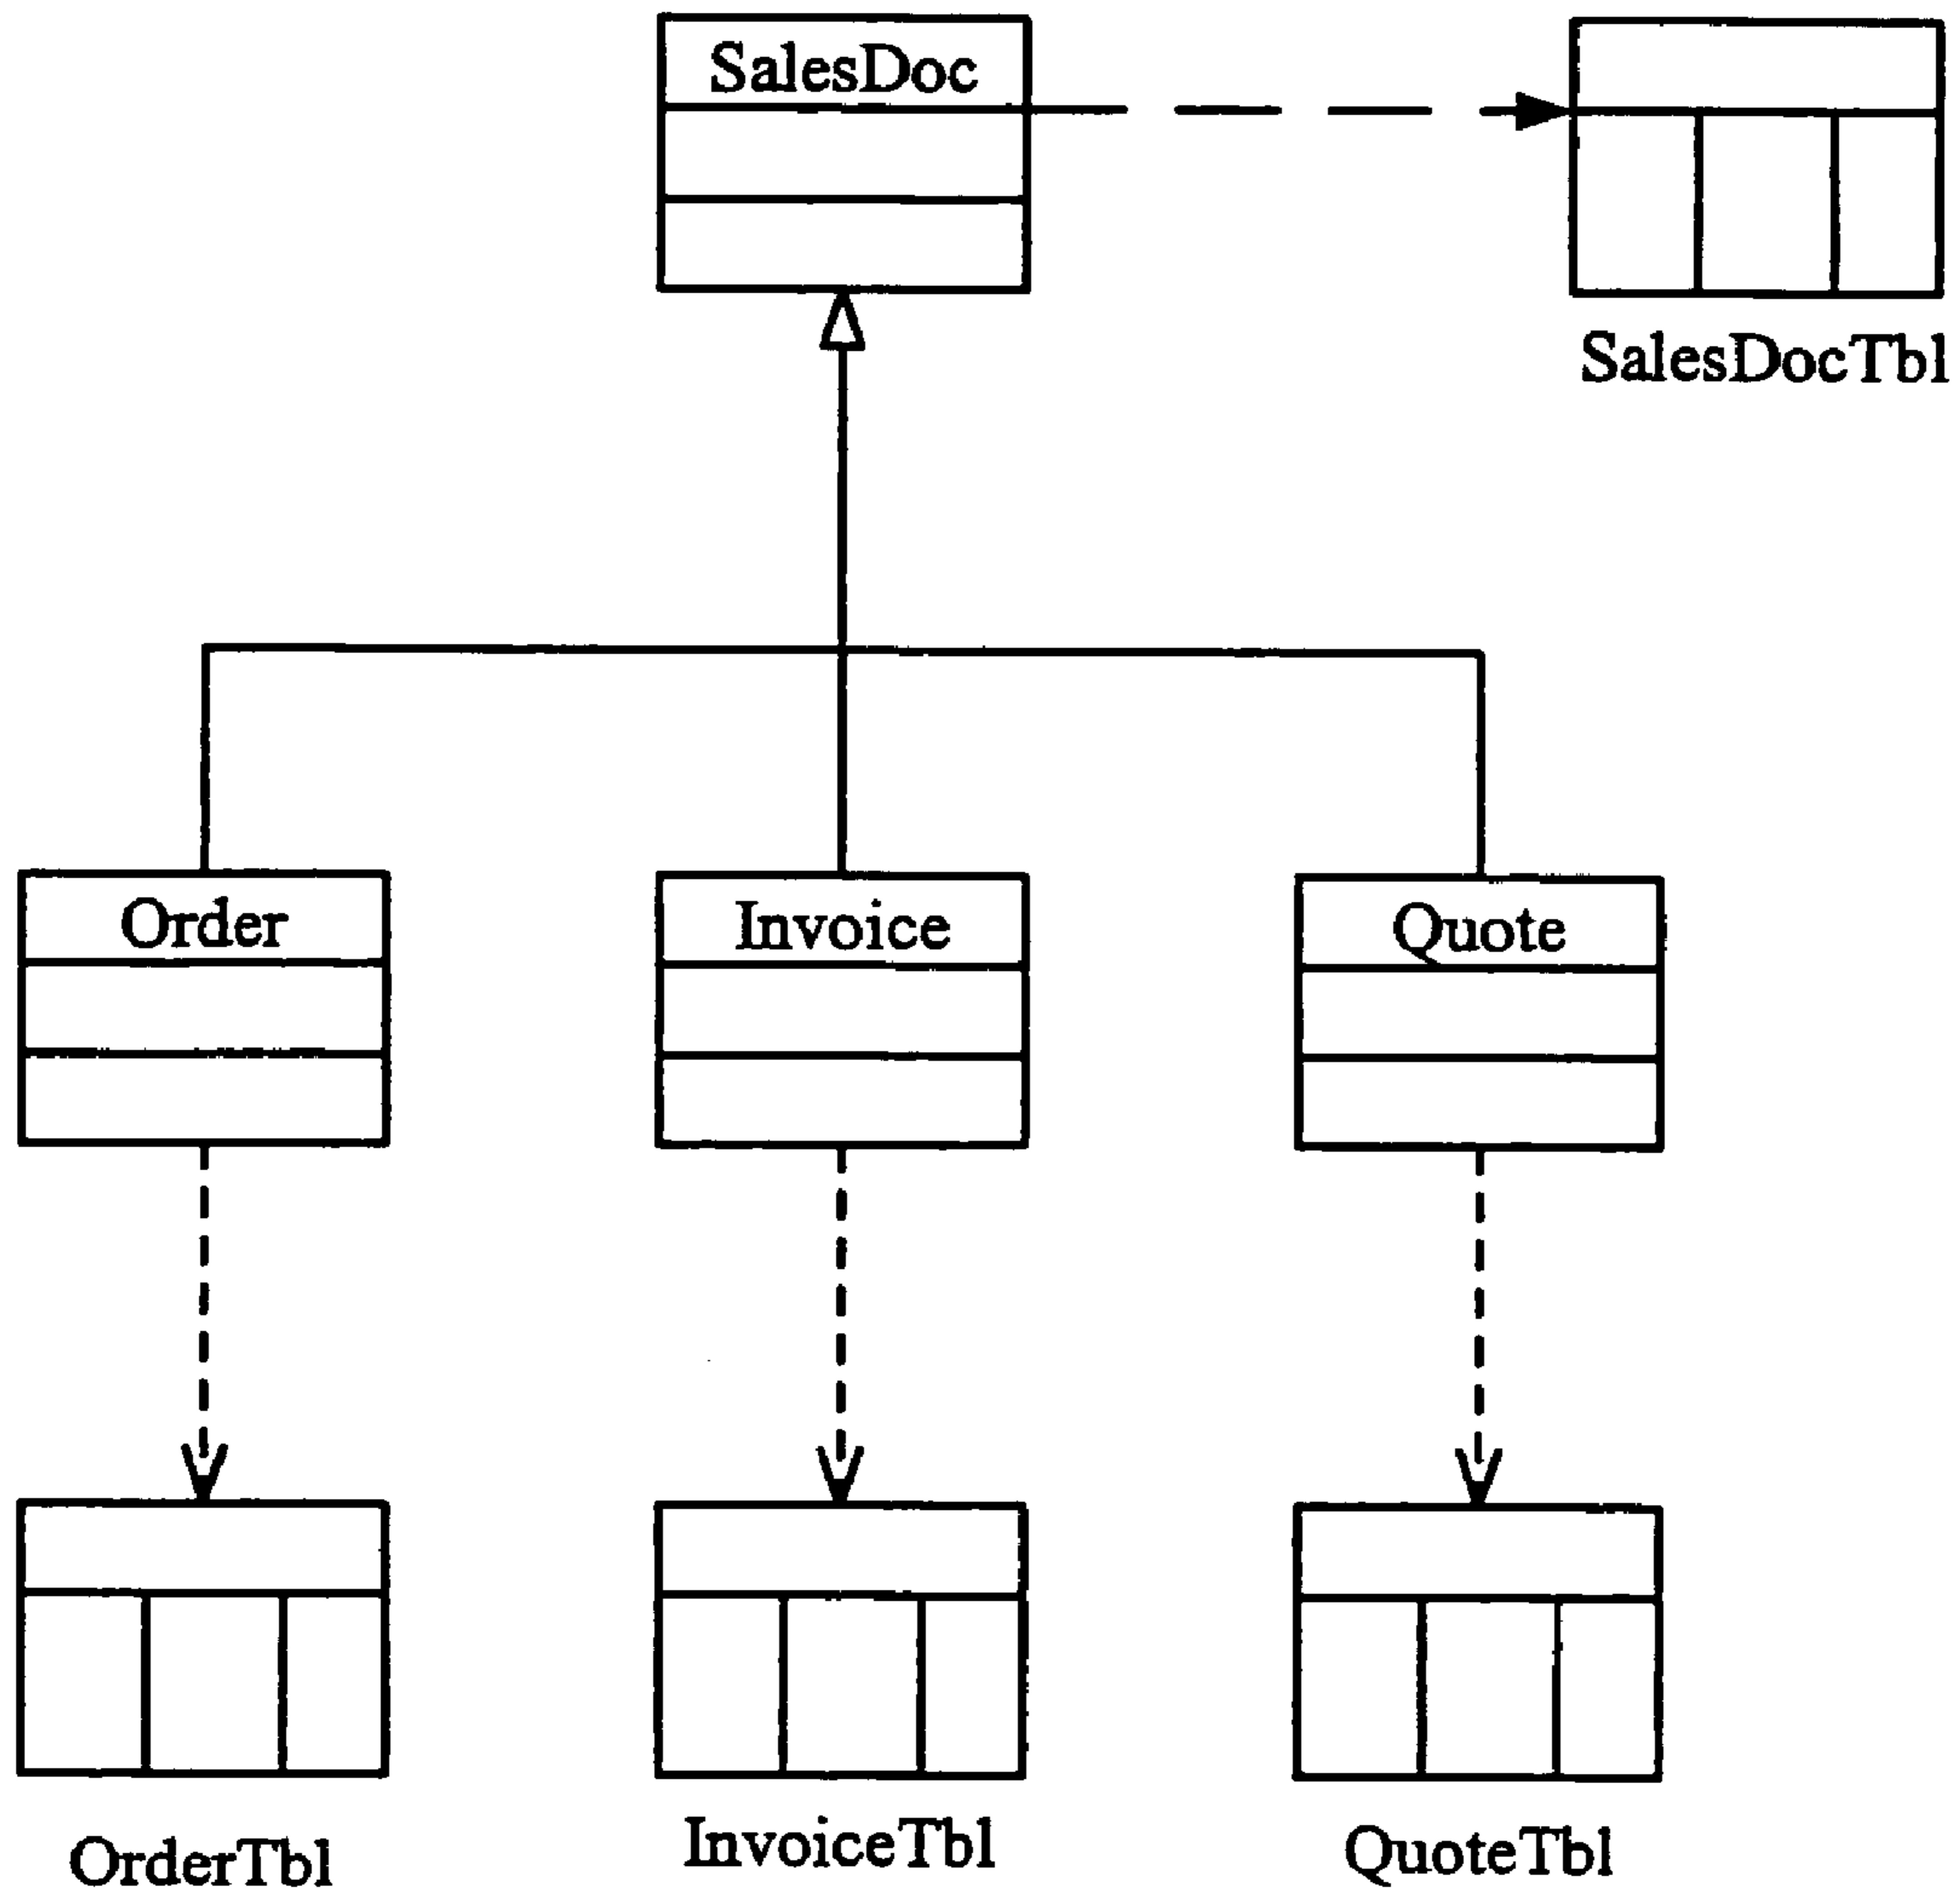 SalesDoc
SalesDocTbl
Order
Invoice
Quote
OrderTbl
InvoiceTbl
QuoteTbl